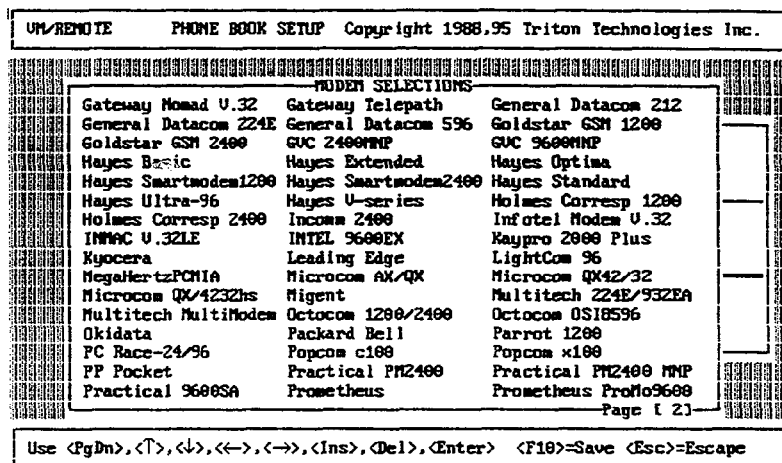 VM/REMOTE PHONE BOOK SETUP Copyright 1988,95 Triton Technologies Inc.
MODEM SELECTIONS
Gateway Nomad V.32 Gateway Telepath General Datacom 212
General Datacom 224E General Datacom 596 Goldstar GSM 1200
Goldstar GSM 2400 GVC 2400MNP GVC 9600MNP
Hayes Basic Hayes Extended Hayes Optima
Hayes Smartmodem1200 Hayes Smartmodem2400 Hayes Standard
Hayes Ultra-96 Hayes V-series Holmes Corresp 1200
Holmes Corresp 2400 Incomm 2400 Infotel Modem V.32
INMAC V.32LE INTEL 9600EX Kaypro 2000 Plus
Kyocera Leading Edge LightCom 96
MegaHertzPCMIA Microcom AX/QX Microcom QX42/32
Microcom QX/4232hs Migent Multitech 224E/932EA
Multitech MultiModem Octocom 1200/2400 Octocom OSI8596
Okidata Packard Bell Parrot 1200
PC Race-24/96 Popcom c100 Popcom x100
PP Pocket Practical PM2400 Practical PM2400 MNP
Practical 9600SA Prometheus Prometheus ProMo9600
Page [ 2]
Use <PgDn>,<↑>,<↓>,<←>,<→>,<Ins>,<Del>,<Enter> <F10>=Save <Esc>=Escape